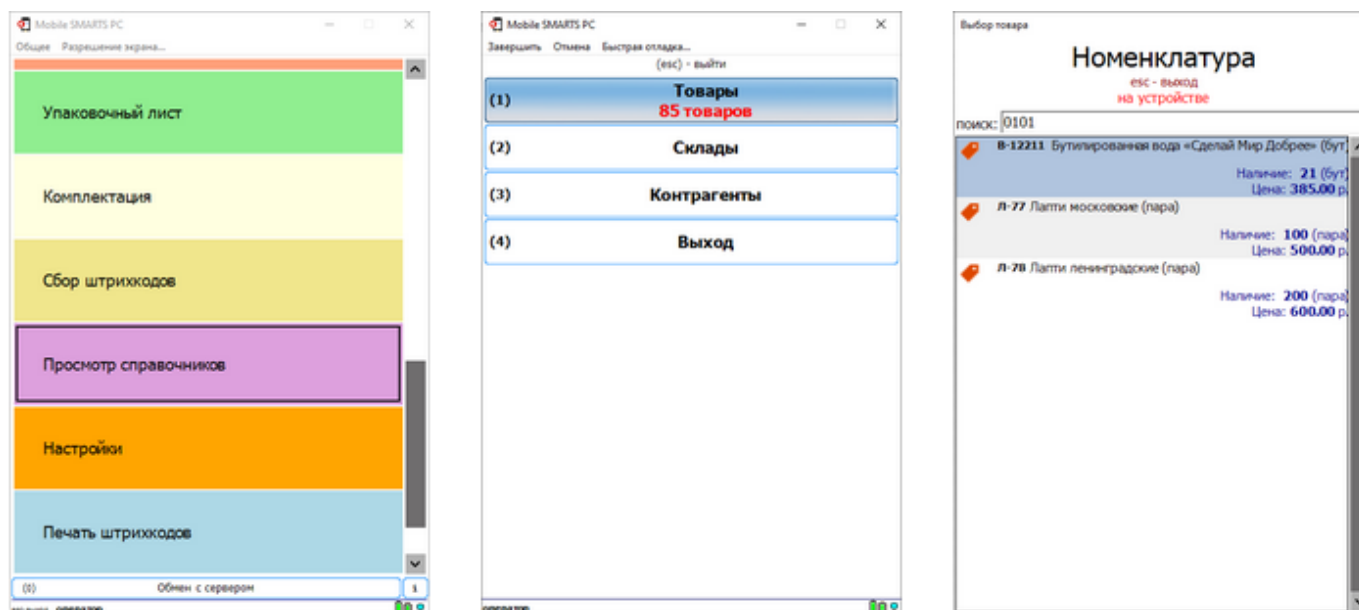 Mobile SMARTS PC
Общее Разрешение экрана...
Упаковочный лист
Комплектация
Сбор штрихкодов
Просмотр справочников
Настройки
Печать штрихкодов
(0) Обмен с сервером 1
оператор
Mobile SMARTS PC
Завершить Отмена Быстрая отладка...
(esc) - выйти
(1) Товары
85 товаров
(2) Склады
(3) Контрагенты
(4) Выход
оператор
Выбор товара
Номенклатура
esc - выход
на устройстве
поиск: 0101
В-12211 Бутилированная вода «Сделай Мир Добрее» (бут)
Наличие: 21 (бут)
Цена: 385.00 р.
Л-77 Лапти московские (пара)
Наличие: 100 (пара)
Цена: 500.00 р.
Л-78 Лапти ленинградские (пара)
Наличие: 200 (пара)
Цена: 600.00 р.